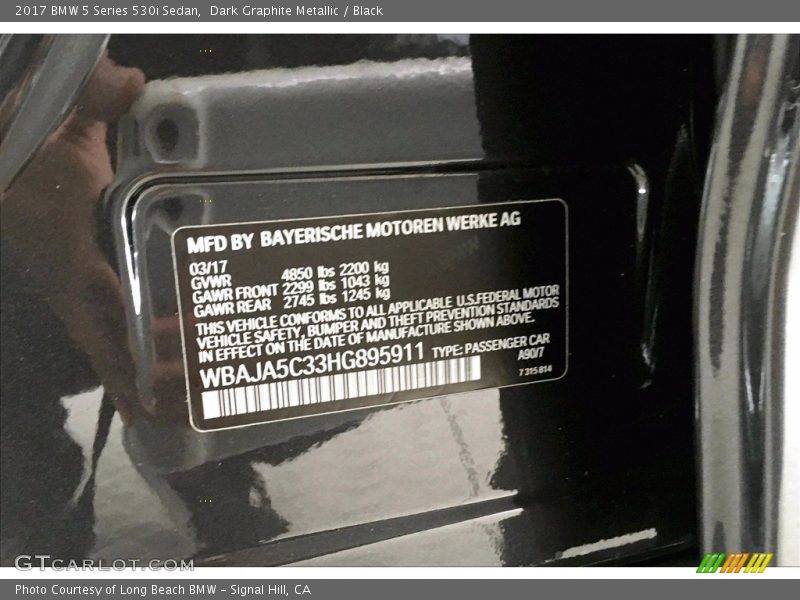 2017 BMW 5 Series 530i Sedan, Dark Graphite Metallic / Black
MFD BY BAYERISCHE MOTOREN WERKE AG
03/17
GVWR 4850 lbs 2200 kg
GAWR FRONT 2299 lbs 1043 kg
GAWR REAR 2745 lbs 1245 kg
THIS VEHICLE CONFORMS TO ALL APPLICABLE U.S.FEDERAL MOTOR
VEHICLE SAFETY, BUMPER AND THEFT PREVENTION STANDARDS
IN EFFECT ON THE DATE OF MANUFACTURE SHOWN ABOVE.
WBAJA5C33HG895911 TYPE: PASSENGER CAR
A90/7
7 315 814
GTCARLOT.COM
Photo Courtesy of Long Beach BMW - Signal Hill, CA